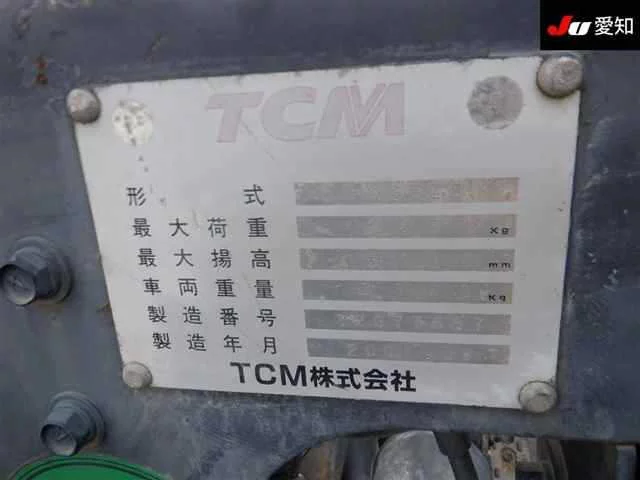 JU 愛知
TCM
形式
最大荷重 Kg
最大揚高 mm
車両重量 Kg
製造番号
製造年月
TCM株式会社